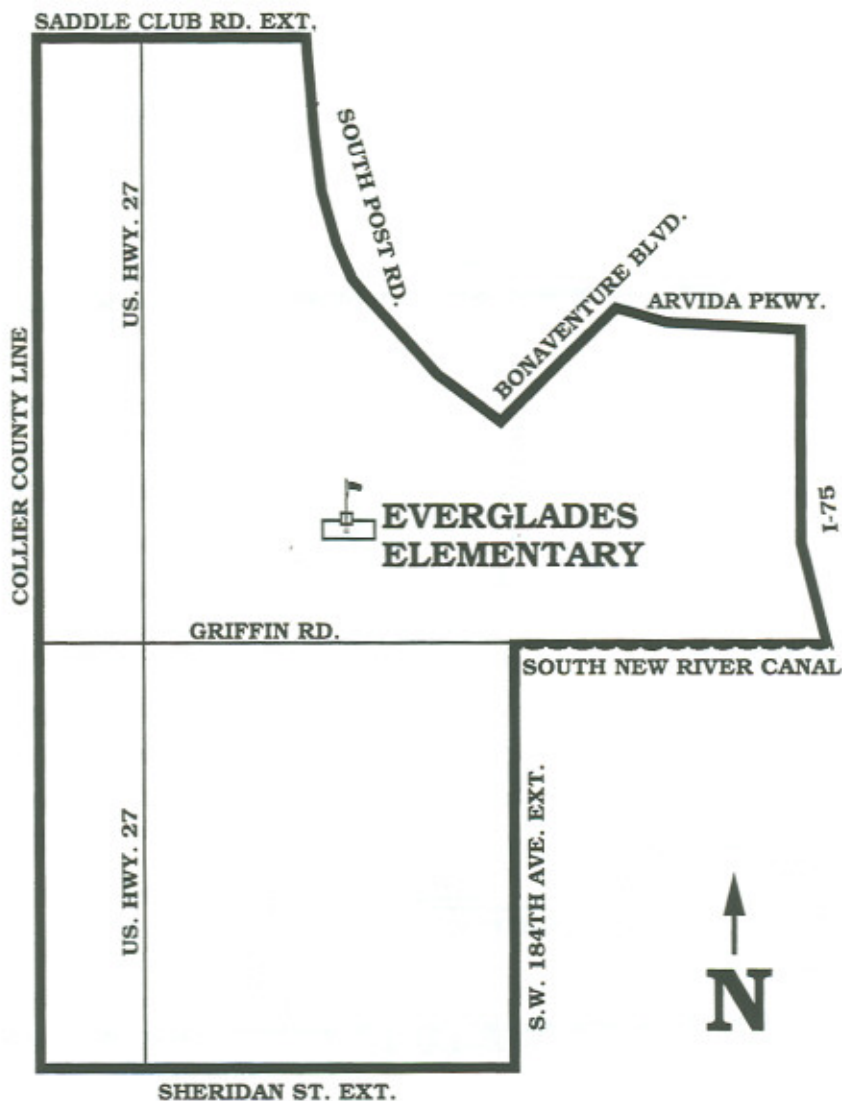 SADDLE CLUB RD. EXT.
US. HWY. 27
SOUTH POST RD.
BONAVENTURE BLVD.
ARVIDA PKWY.
COLLIER COUNTY LINE
I-75
EVERGLADES
ELEMENTARY
GRIFFIN RD.
SOUTH NEW RIVER CANAL
US. HWY. 27
S.W. 184TH AVE. EXT.
N
SHERIDAN ST. EXT.